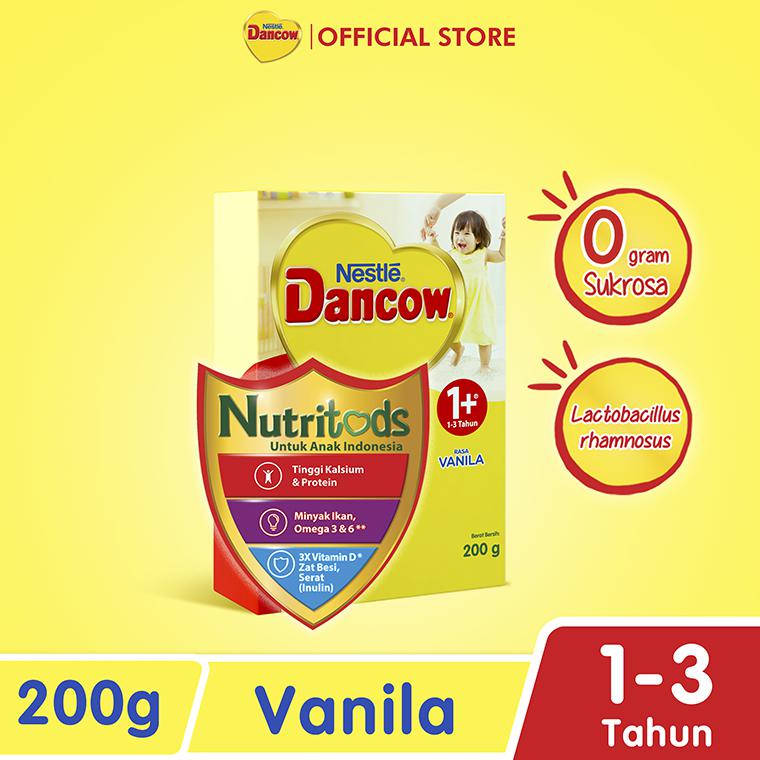 Nestlé
Dancow
OFFICIAL STORE
Nestlé®
Dancow®
1+®
1-3 Tahun
RASA
VANILA
Berat Bersih:
200 g
Nutritods
Untuk Anak Indonesia
Tinggi Kalsium
& Protein
Minyak Ikan,
Omega 3 & 6 **
3X Vitamin D*
Zat Besi,
Serat
(Inulin)
0 gram
Sukrosa
Lactobacillus
rhamnosus
200g
Vanila
1-3
Tahun